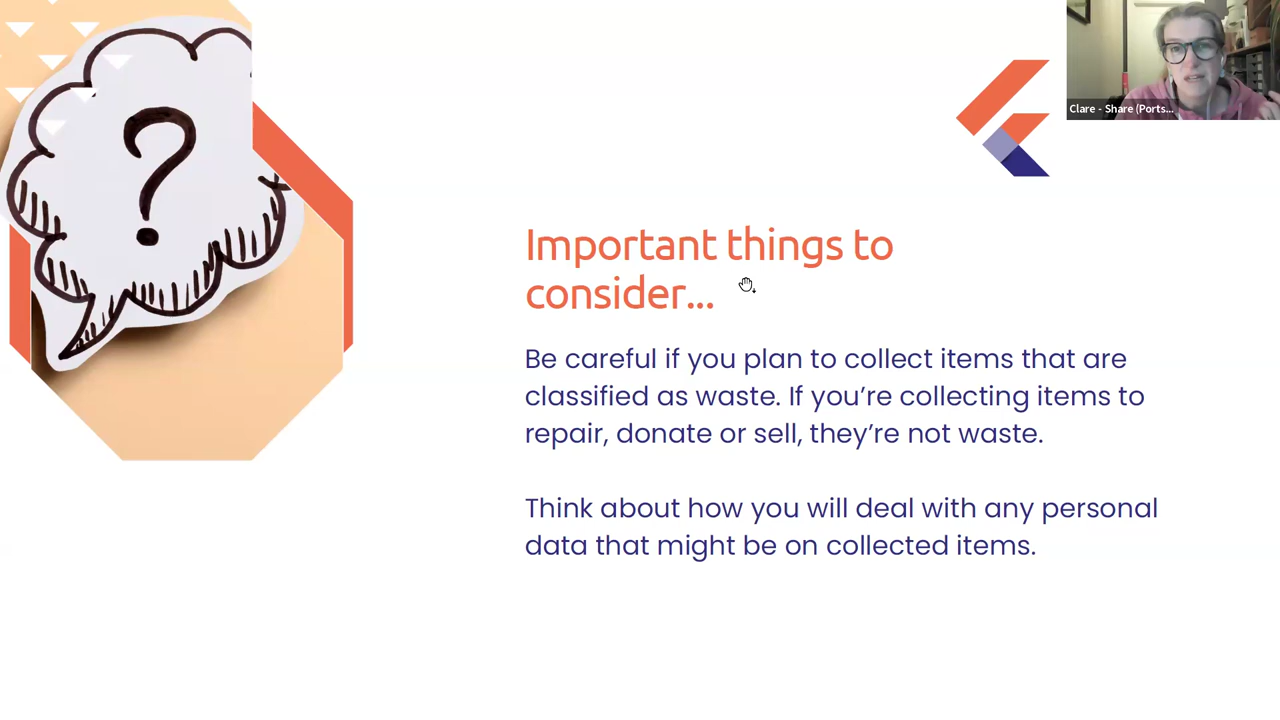 ?
Clare - Share (Ports...
Important things to
consider...
Be careful if you plan to collect items that are
classified as waste. If you’re collecting items to
repair, donate or sell, they’re not waste.
Think about how you will deal with any personal
data that might be on collected items.